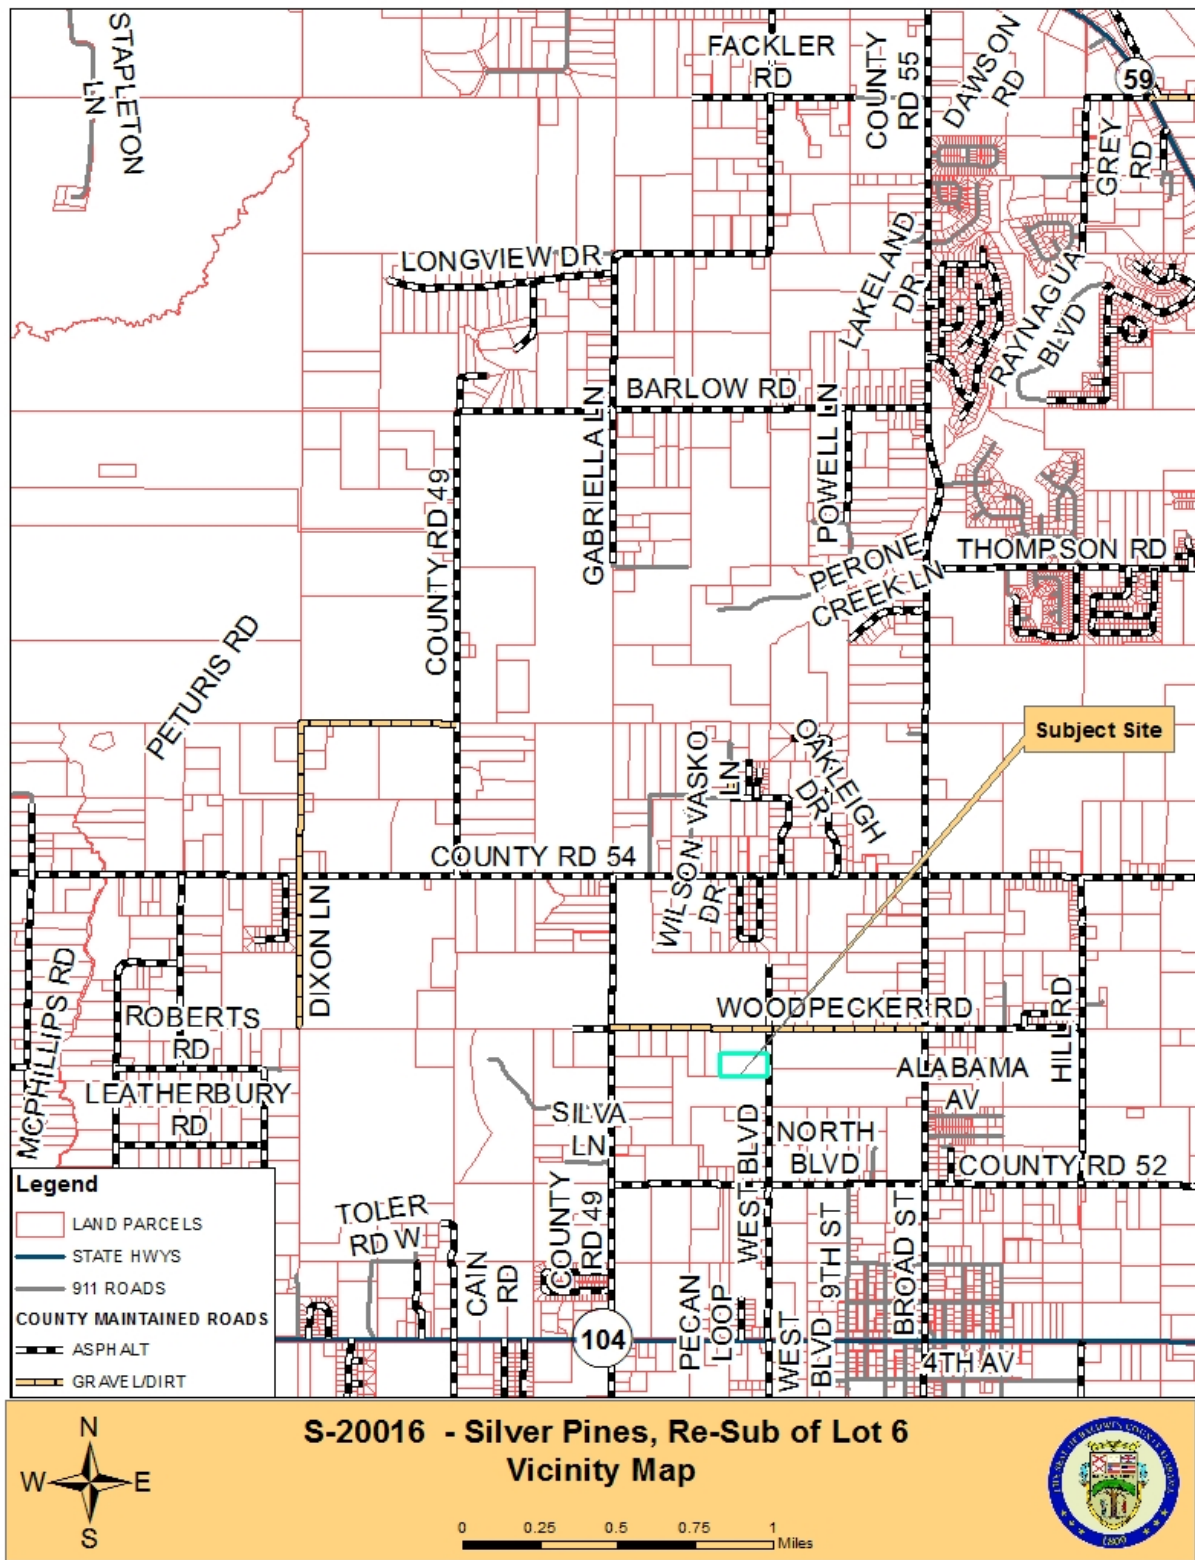 STAPLETON
LN
FACKLER
RD
COUNTY
RD 55
DAWSON
RD
59
GREY
RD
LONGVIEW DR
LAKELAND
DR
RAYNAGUA
BLVD
BARLOW RD
GABRIELLA LN
POWELL LN
COUNTY RD 49
THOMPSON RD
PERONE
CREEK LN
PETURIS RD
Subject Site
OAKLEIGH
DR
VASKO
LN
WILSON
DR
COUNTY RD 54
DIXON LN
MCPHILLIPS RD
ROBERTS
RD
WOODPECKER RD
HILL RD
LEATHERBURY
RD
ALABAMA
AV
SILVA
LN
WEST BLVD
NORTH
BLVD
COUNTY RD 52
TOLER
RD W
COUNTY
RD 49
CAIN
RD
9TH ST
BROAD ST
PECAN
LOOP
WEST
BLVD
104
4TH AV
Legend
LAND PARCELS
STATE HWYS
911 ROADS
COUNTY MAINTAINED ROADS
ASPHALT
GRAVEL/DIRT
N
W
E
S
S-20016 - Silver Pines, Re-Sub of Lot 6
Vicinity Map
0 0.25 0.5 0.75 1
Miles